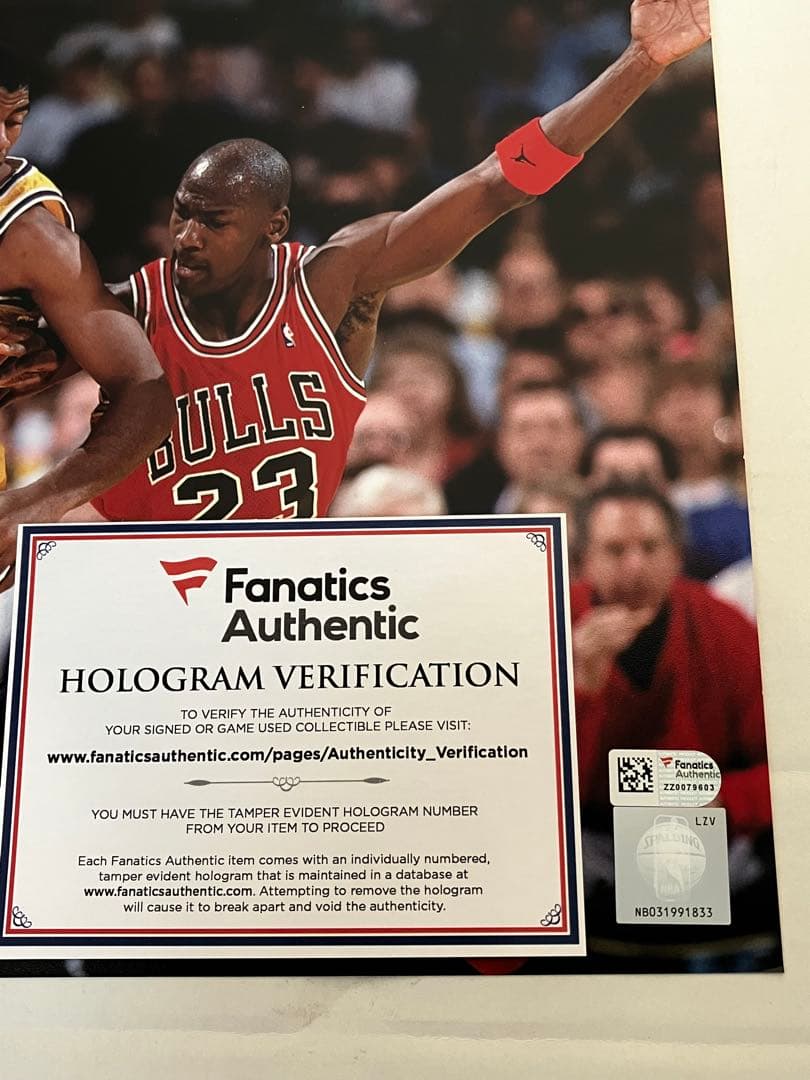 BULLS
23
Fanatics
Authentic
HOLOGRAM VERIFICATION
TO VERIFY THE AUTHENTICITY OF
YOUR SIGNED OR GAME USED COLLECTIBLE PLEASE VISIT:
www.fanaticsauthentic.com/pages/Authenticity_Verification
YOU MUST HAVE THE TAMPER EVIDENT HOLOGRAM NUMBER
FROM YOUR ITEM TO PROCEED
Each Fanatics Authentic item comes with an individually numbered,
tamper evident hologram that is maintained in a database at
www.fanaticsauthentic.com. Attempting to remove the hologram
will cause it to break apart and void the authenticity.
Fanatics
Authentic
ZZ0079603
LZV
SPALDING
NBA
NB031991833